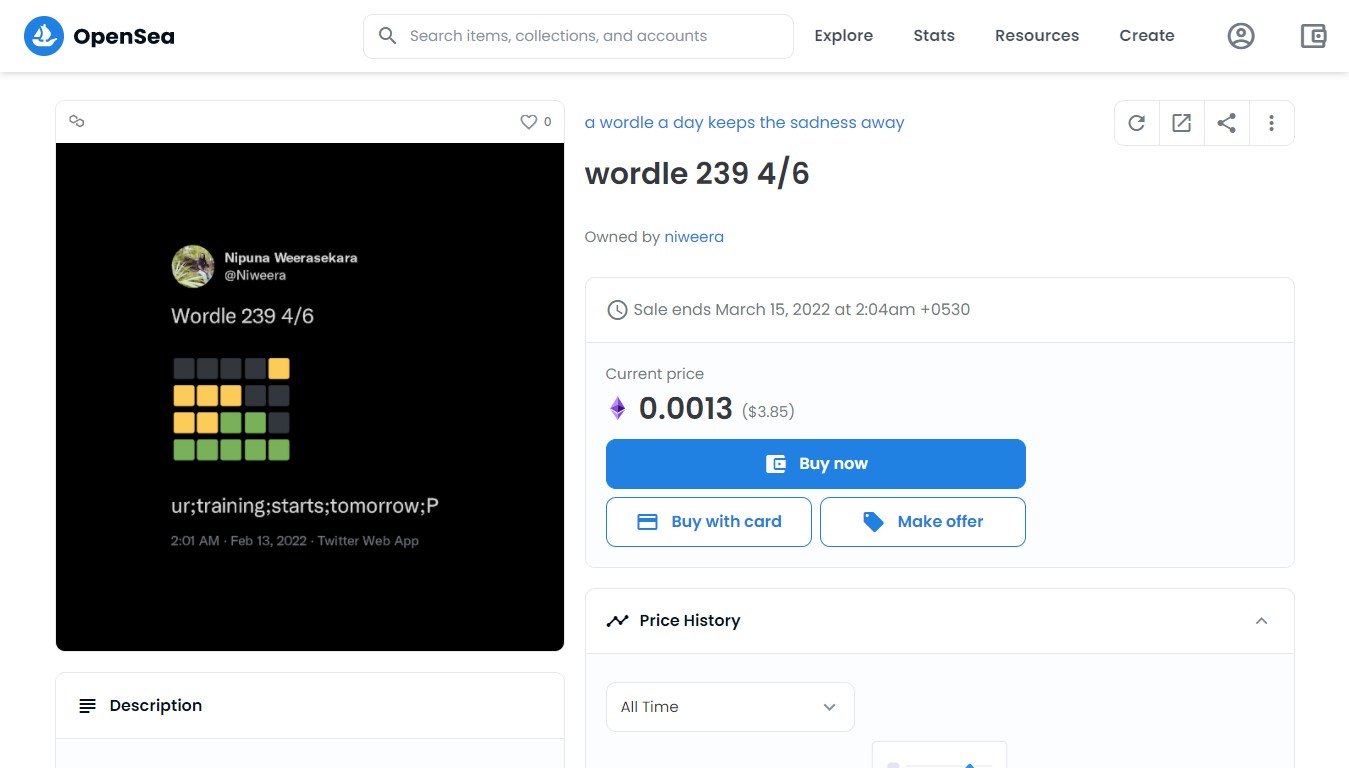 OpenSea
Search items, collections, and accounts
Explore
Stats
Resources
Create
0
Nipuna Weerasekara
@Niweera
Wordle 239 4/6
ur;training;starts;tomorrow;P
2:01 AM · Feb 13, 2022 · Twitter Web App
Description
a wordle a day keeps the sadness away
wordle 239 4/6
Owned by niweera
Sale ends March 15, 2022 at 2:04am +0530
Current price
0.0013 ($3.85)
Buy now
Buy with card
Make offer
Price History
All Time